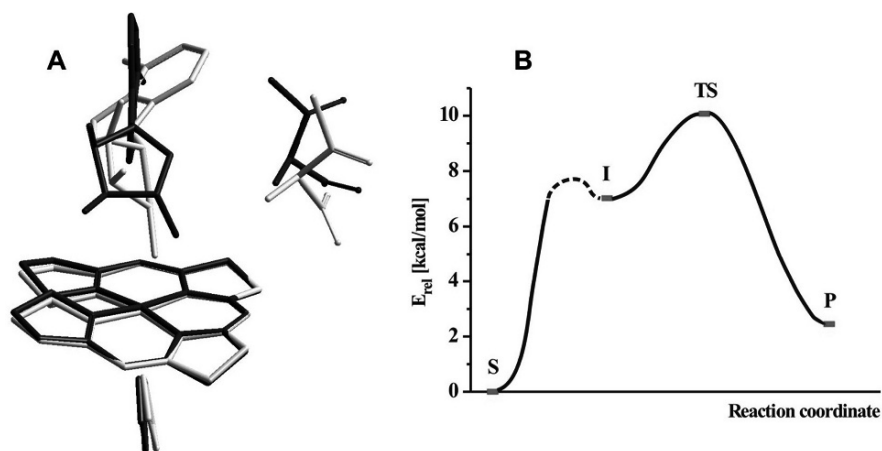 A
B
TS
10
8
I
6
E_rel [kcal/mol]
4
P
2
S
0
Reaction coordinate